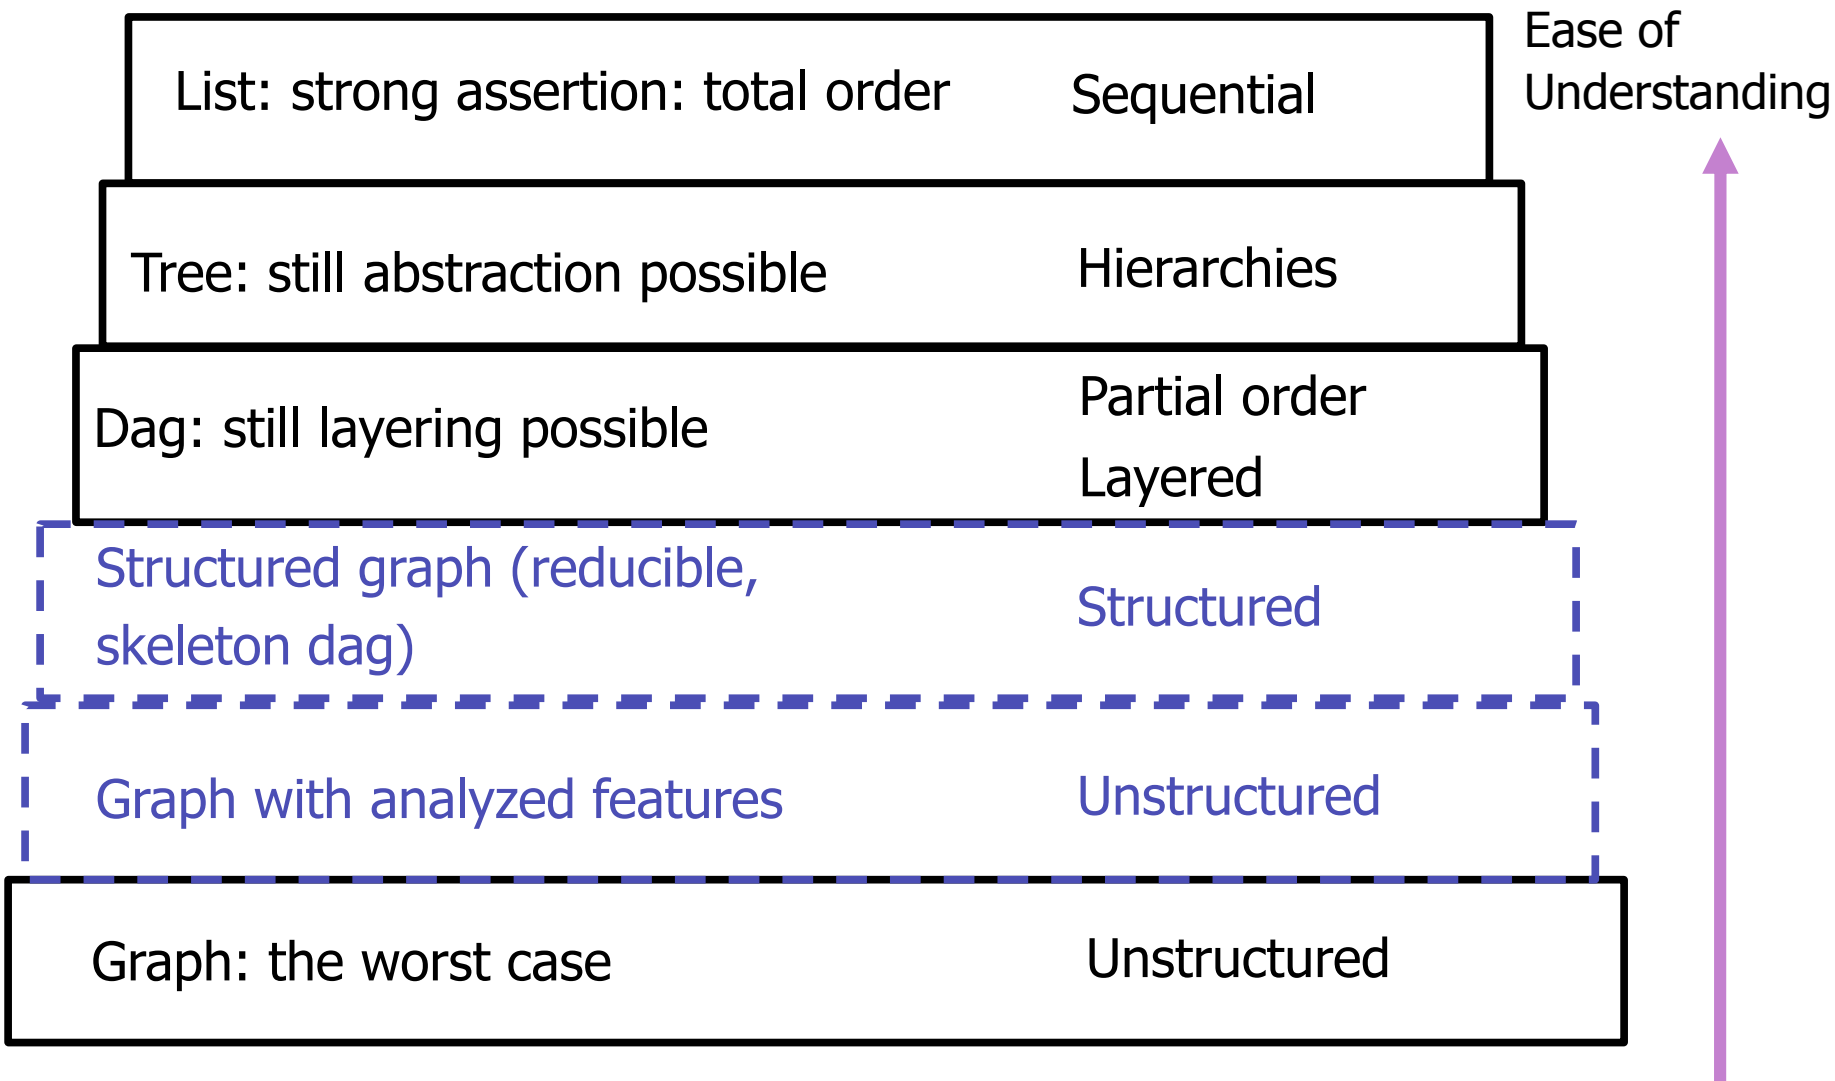 Ease of
Understanding
List: strong assertion: total order
Sequential
Tree: still abstraction possible
Hierarchies
Dag: still layering possible
Partial order
Layered
Structured graph (reducible,
skeleton dag)
Structured
Graph with analyzed features
Unstructured
Graph: the worst case
Unstructured